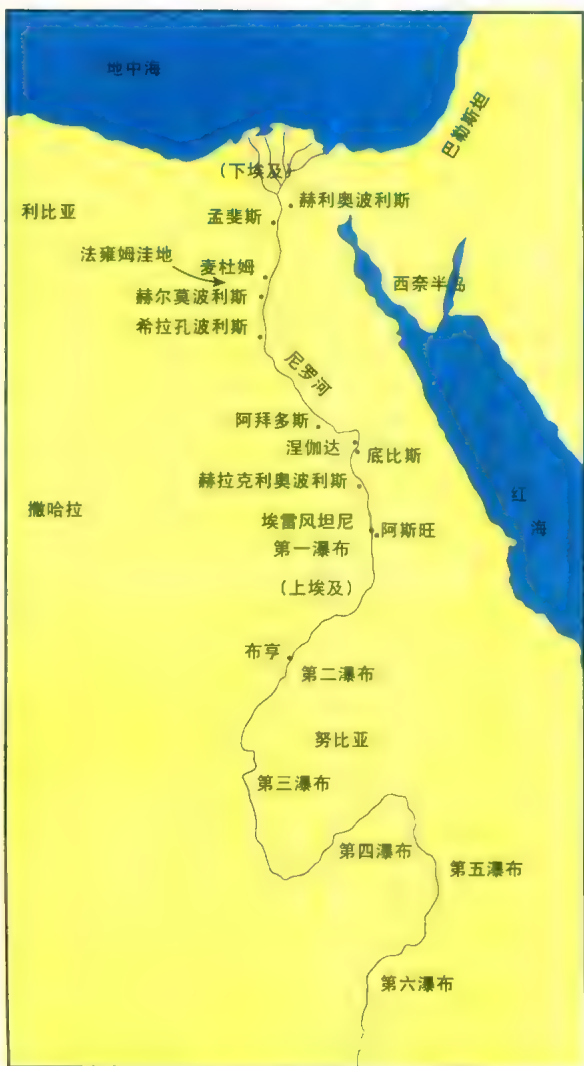 地中海
巴勒斯坦
(下埃及)
赫利奥波利斯
利比亚
孟斐斯
法雍姆洼地
麦杜姆
西奈半岛
赫尔莫波利斯
希拉孔波利斯
尼罗河
阿拜多斯
涅伽达
底比斯
赫拉克利奥波利斯
撒哈拉
红海
埃雷风坦尼
阿斯旺
第一瀑布
(上埃及)
布亨
第二瀑布
努比亚
第三瀑布
第四瀑布
第五瀑布
第六瀑布